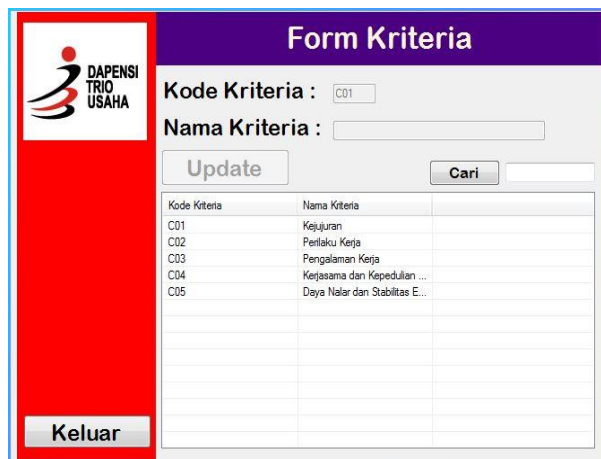 Form Kriteria
DAPENSI
TRIO
USAHA
Kode Kriteria : C01
Nama Kriteria :
Update
Cari
Kode Kriteria Nama Kriteria
C01 Kejujuran
C02 Perilaku Kerja
C03 Pengalaman Kerja
C04 Kerjasama dan Kepedulian ...
C05 Daya Nalar dan Stabilitas E...
Keluar